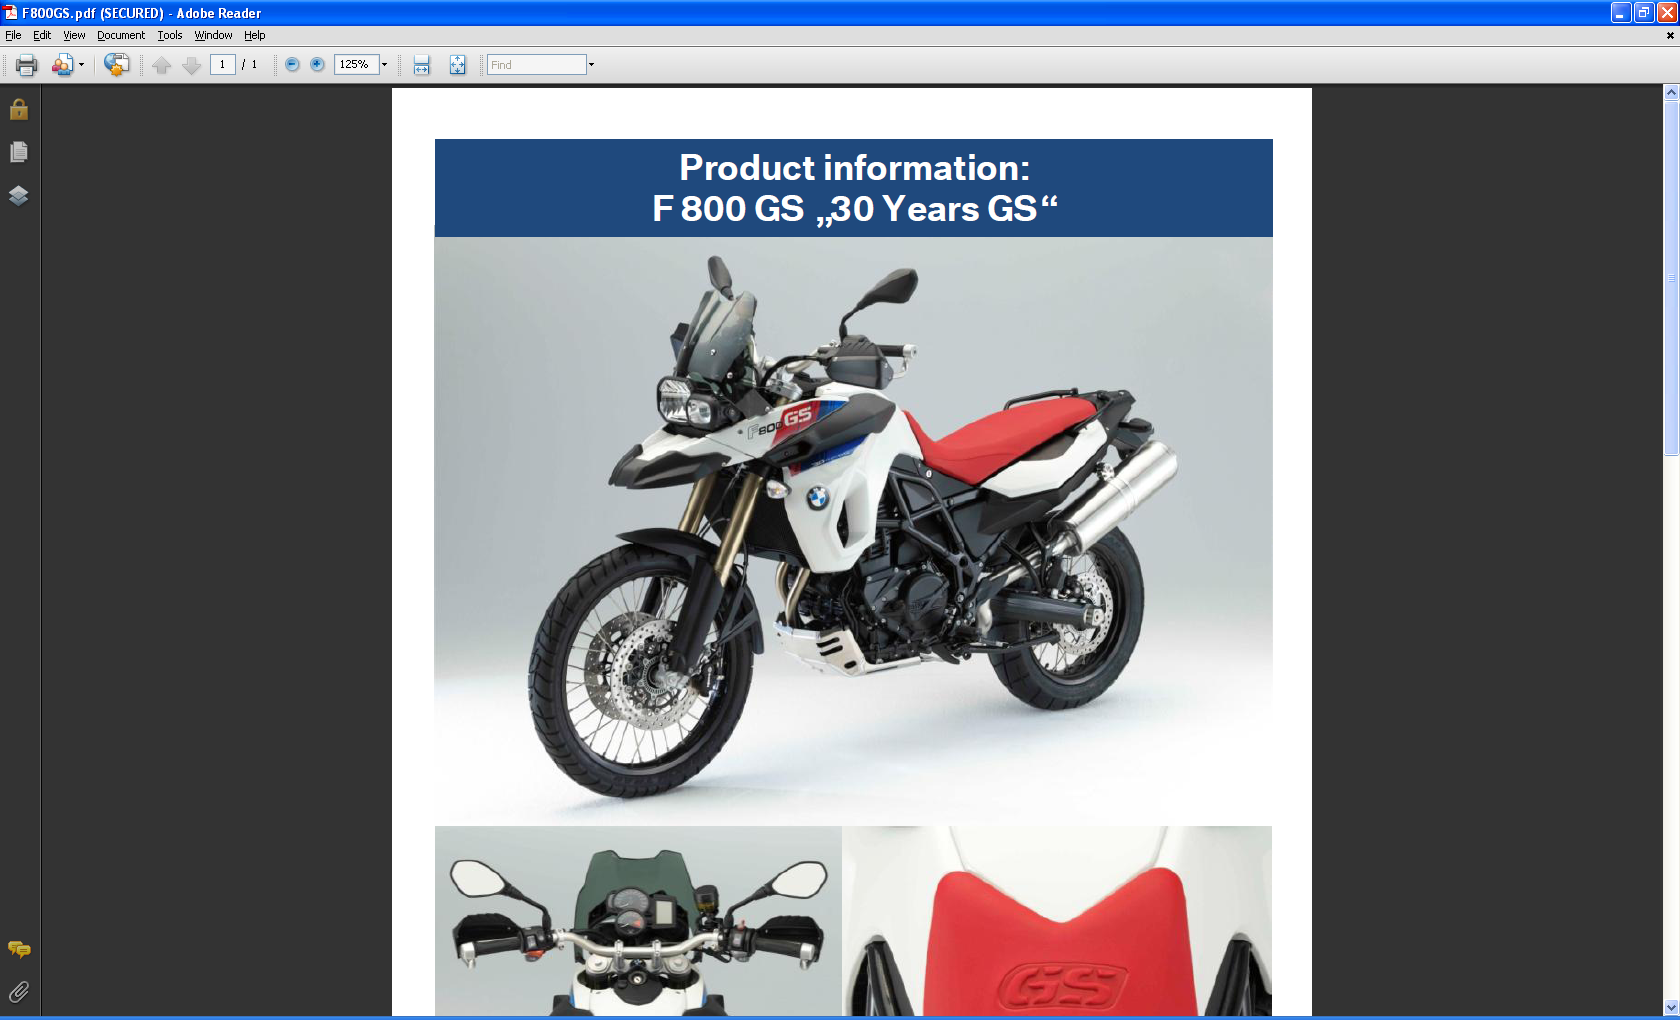 F800GS.pdf (SECURED) - Adobe Reader
File Edit View Document Tools Window Help
1 / 1 125% Find
Product information:
F 800 GS „30 Years GS“
F800 GS
GS